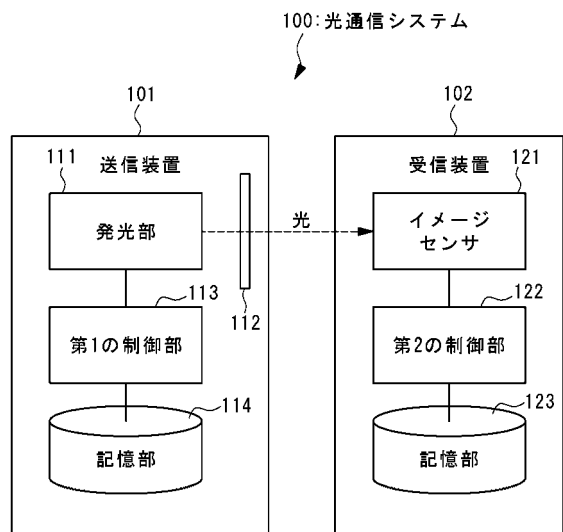 100:光通信システム
101
102
送信装置
受信装置
111
121
発光部
光
イメージ
センサ
113
112
122
第1の制御部
第2の制御部
114
123
記憶部
記憶部